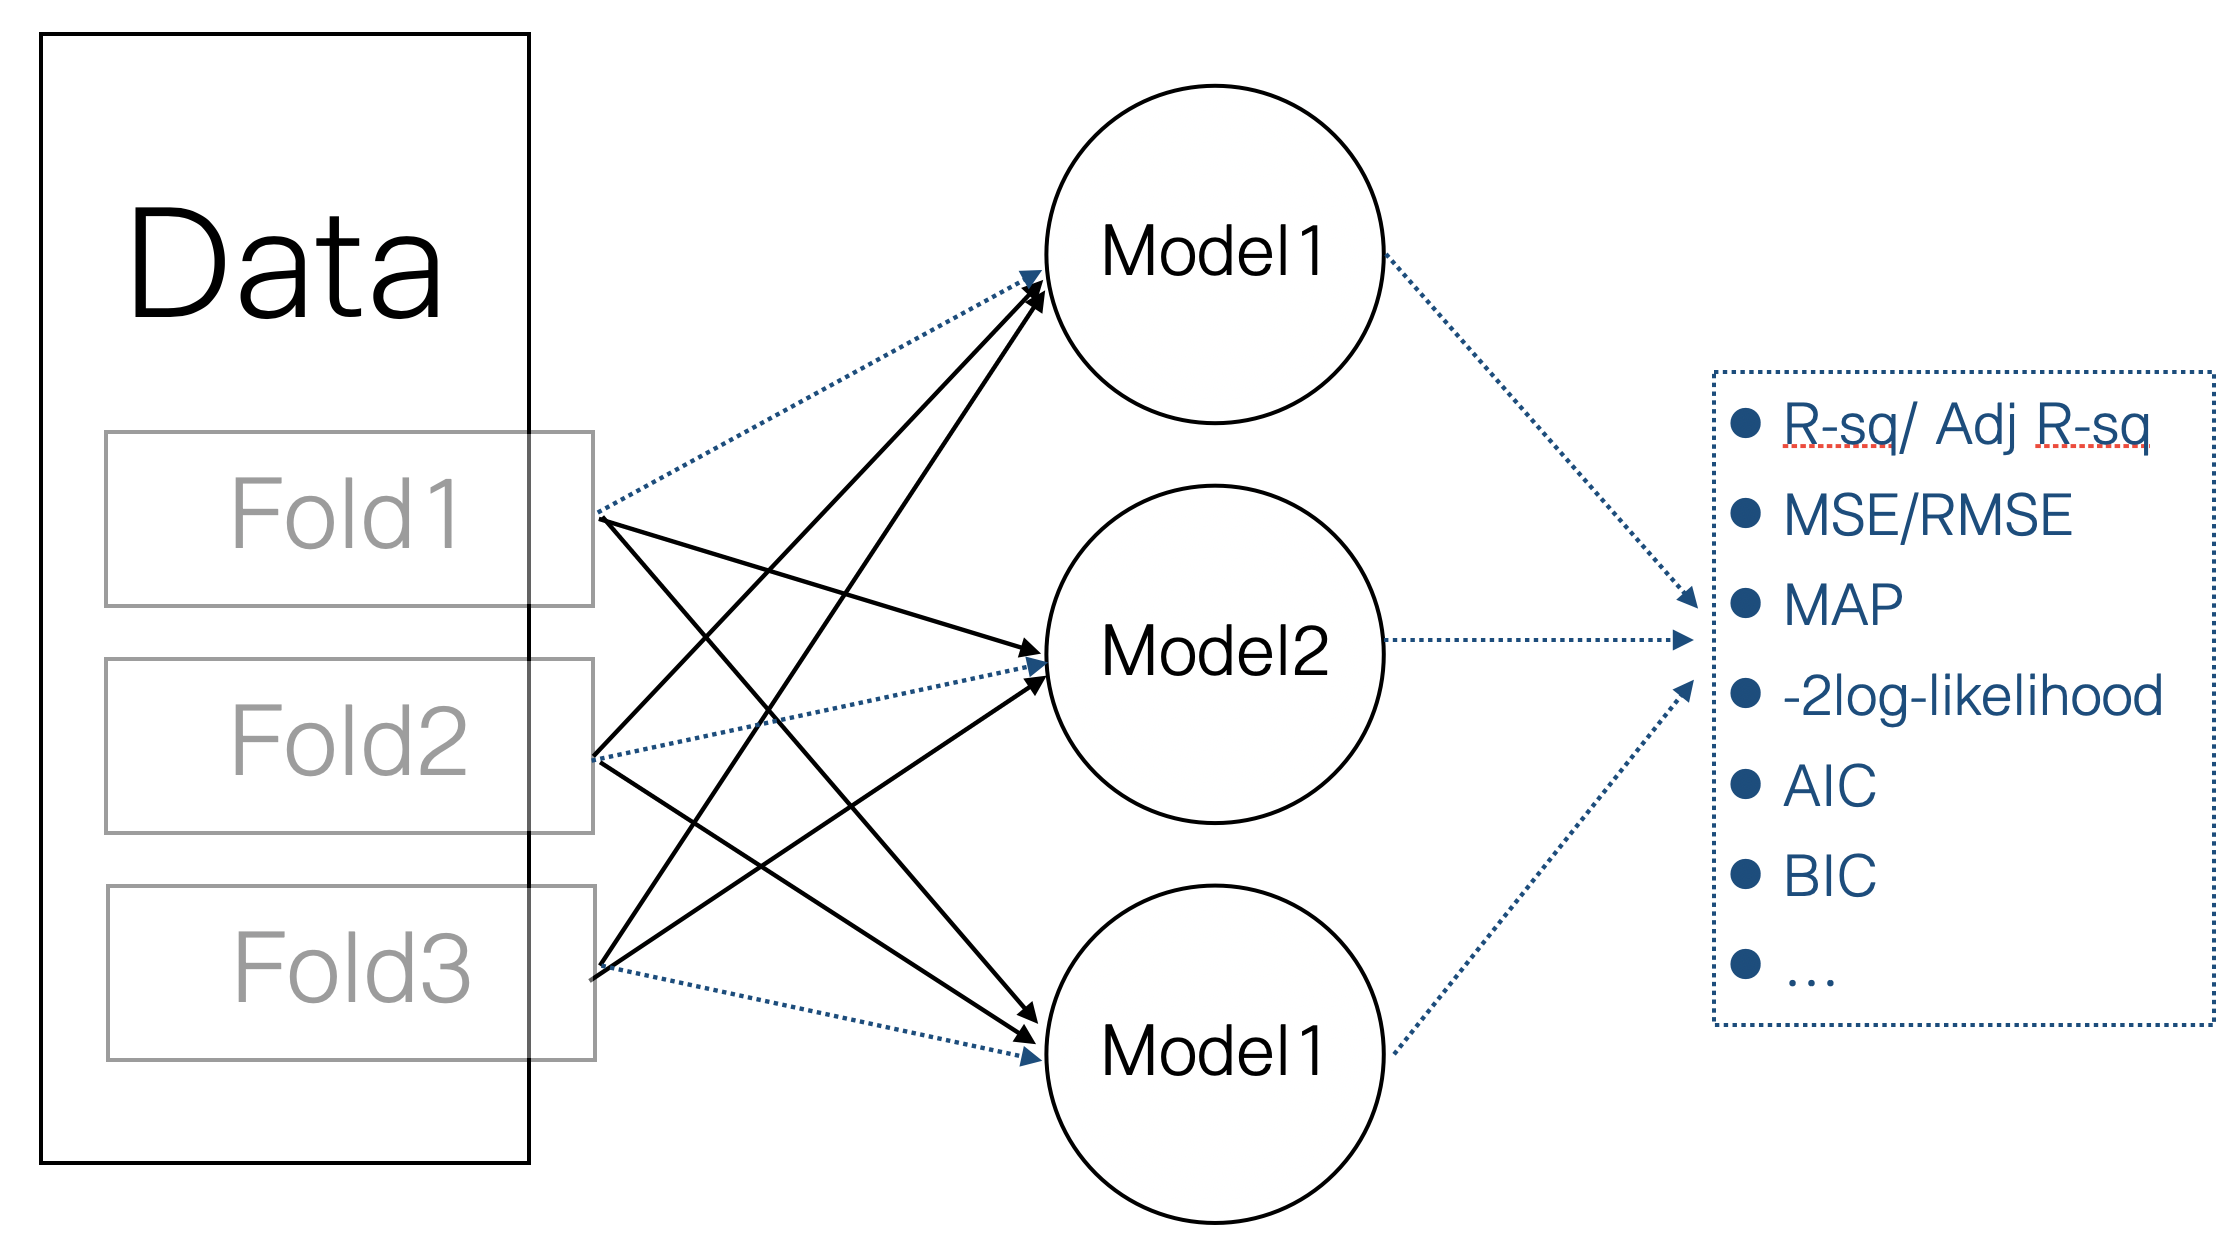 Data
Fold1
Fold2
Fold3
Model1
Model2
Model1
R-sq/ Adj R-sq
MSE/RMSE
MAP
-2log-likelihood
AIC
BIC
...